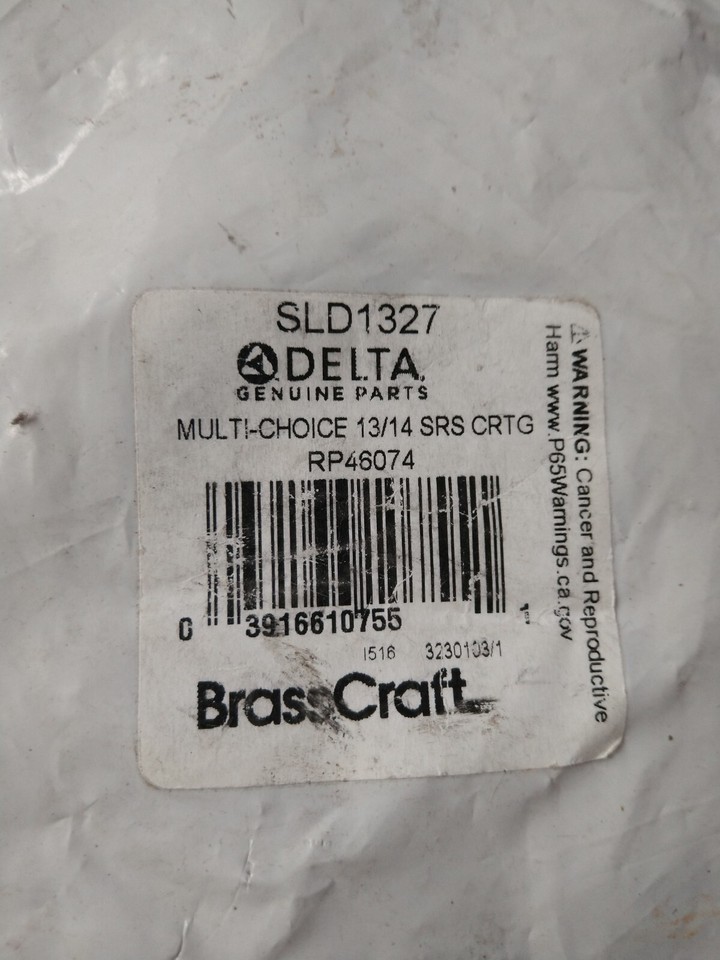 SLD1327
DELTA
GENUINE PARTS
MULTI-CHOICE 13/14 SRS CRTG
RP46074
0 3916610755 1
I516 3230103/1
BrassCraft
⚠ WARNING: Cancer and Reproductive
Harm www.P65Warnings.ca.gov